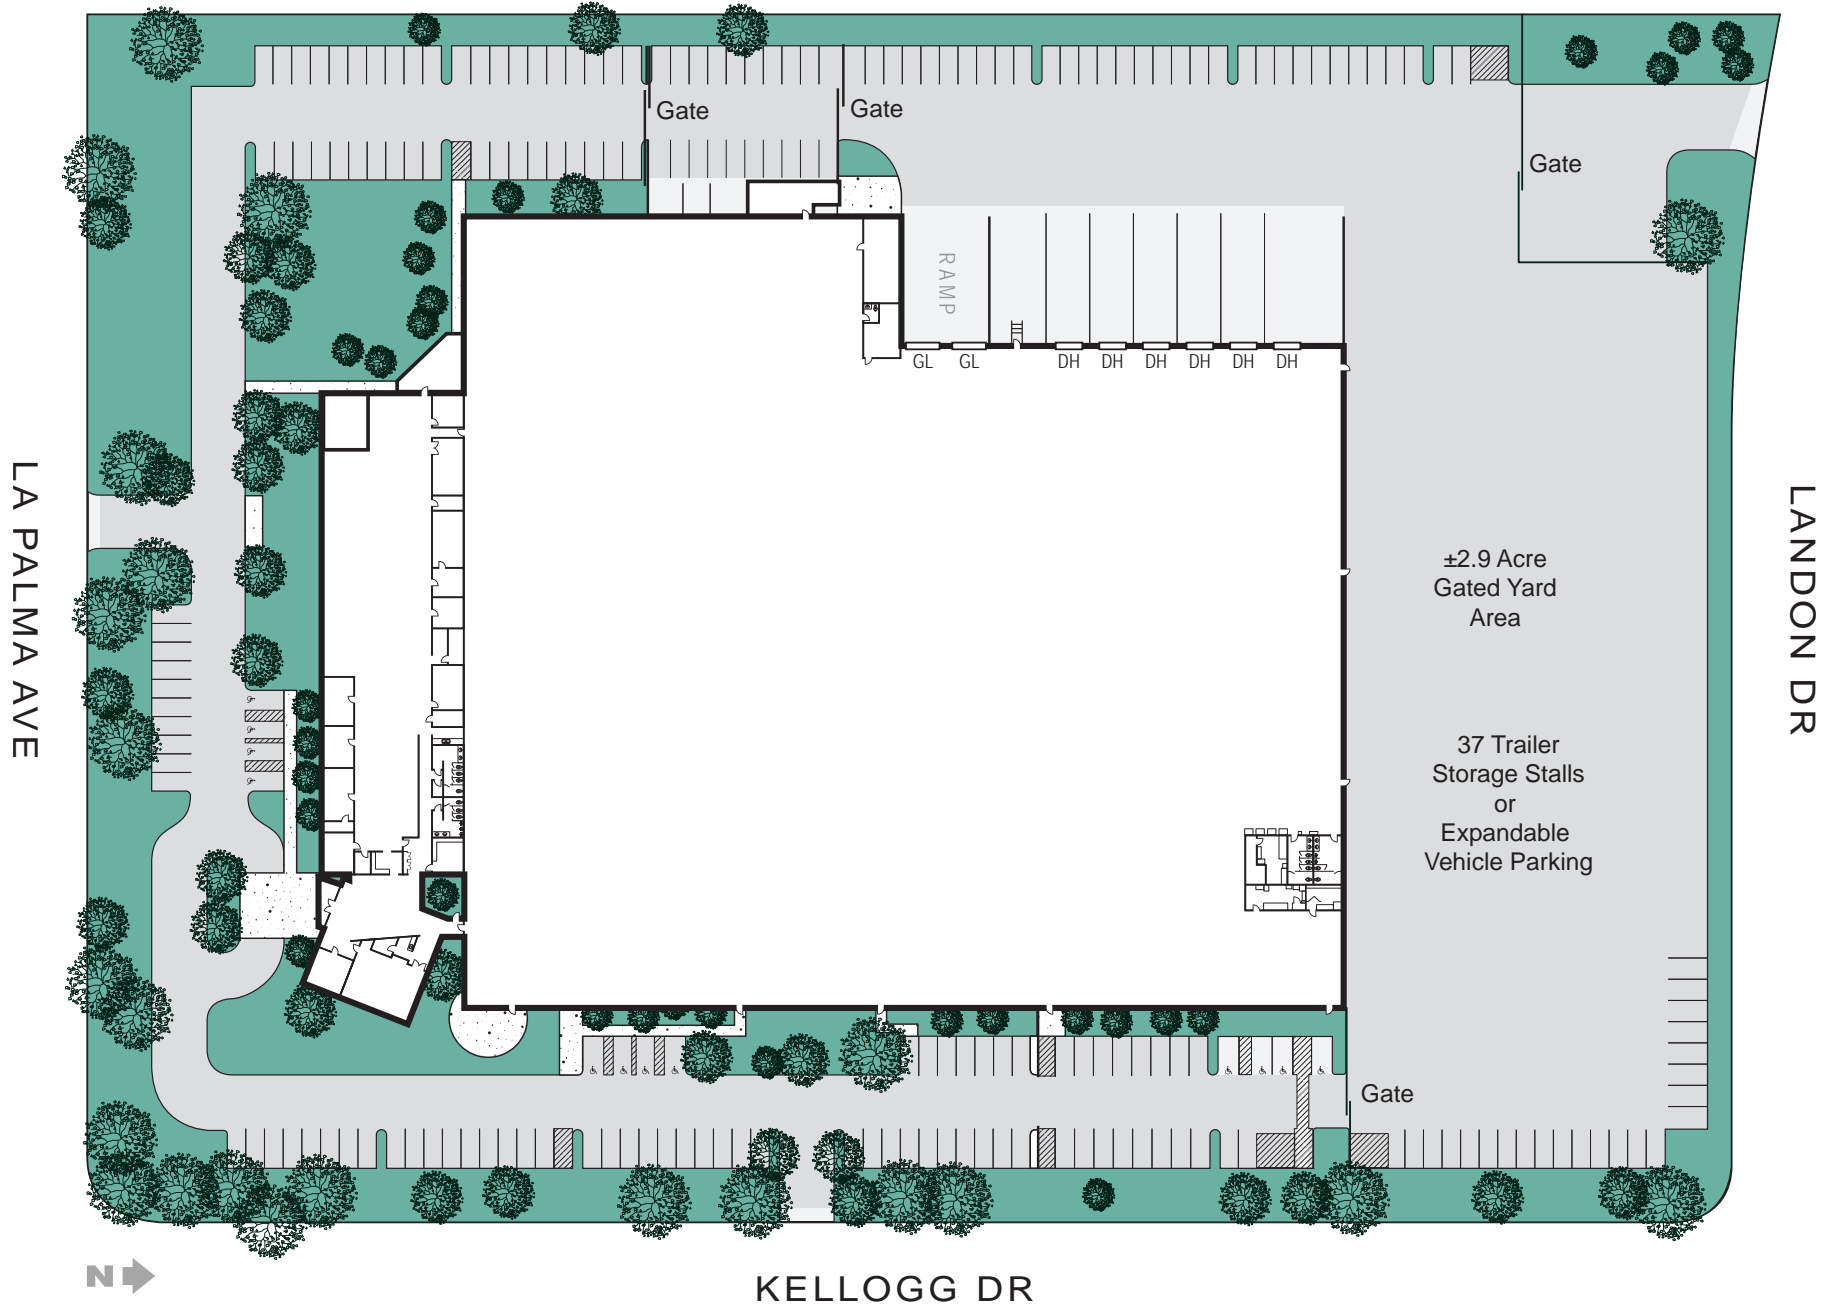 Gate
Gate
Gate
RAMP
GL
GL
DH
DH
DH
DH
DH
DH
LA PALMA AVE
LANDON DR
±2.9 Acre
Gated Yard
Area
37 Trailer
Storage Stalls
or
Expandable
Vehicle Parking
Gate
N
KELLOGG DR